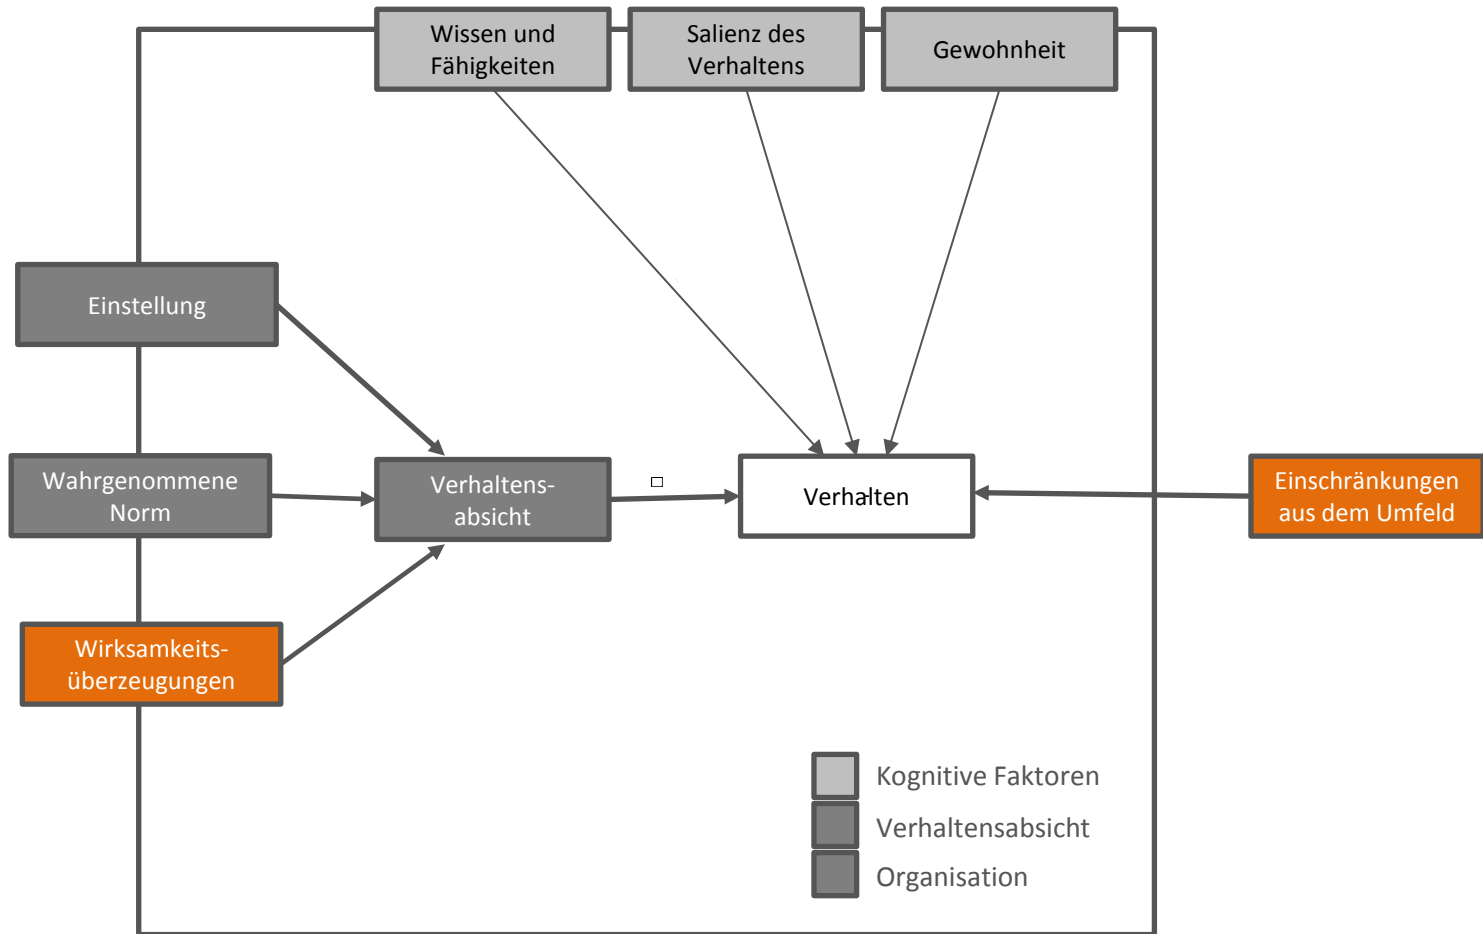 Wissen und
Fähigkeiten
Salienz des
Verhaltens
Gewohnheit
Einstellung
Wahrgenommene
Norm
Verhaltens-
absicht
Verhalten
Einschränkungen
aus dem Umfeld
Wirksamkeits-
überzeugungen
Kognitive Faktoren
Verhaltensabsicht
Organisation